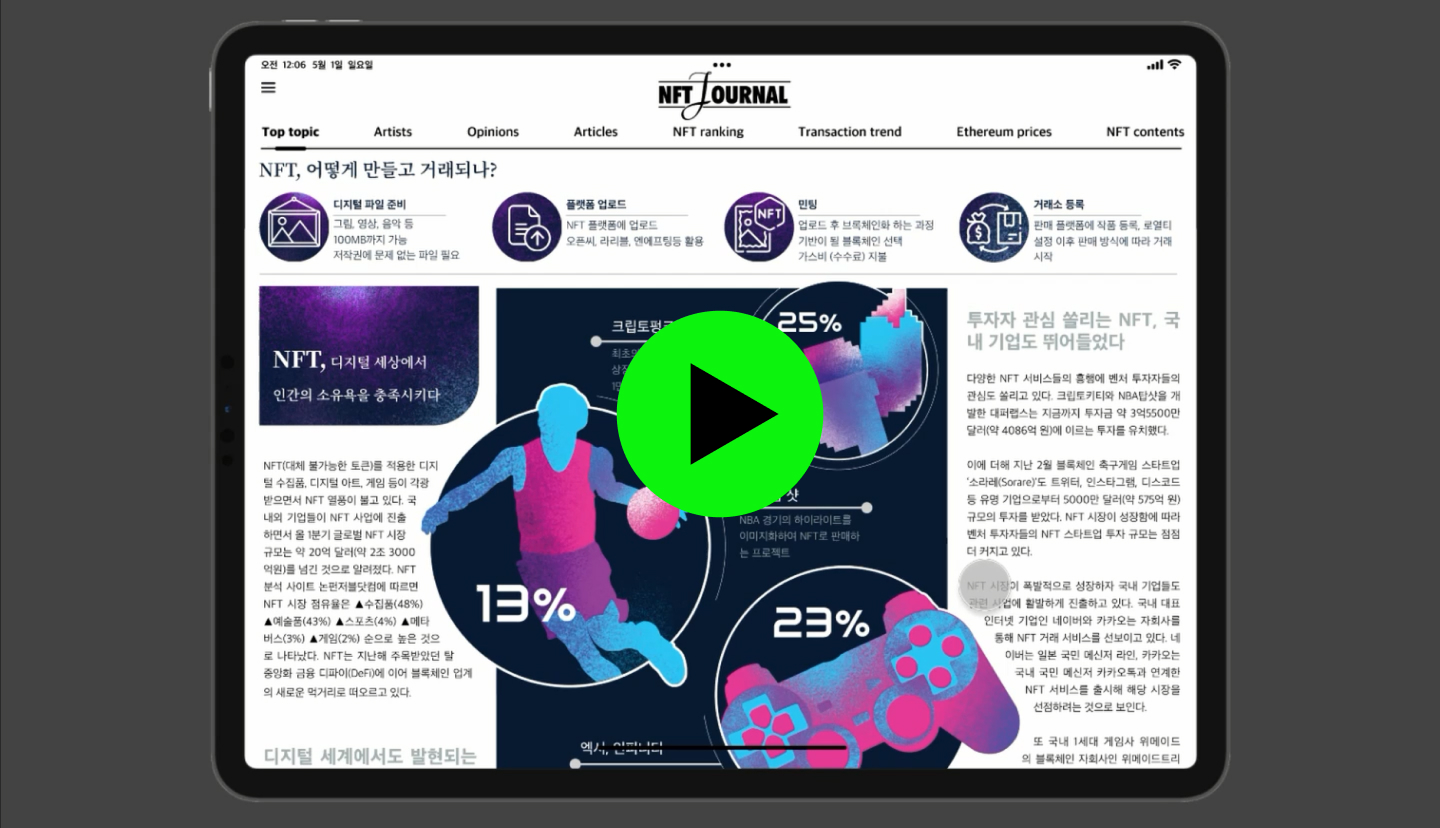 오전 12:06 5월 1일 일요일
NFT JOURNAL
Top topic
Artists
Opinions
Articles
NFT ranking
Transaction trend
Ethereum prices
NFT contents
NFT, 어떻게 만들고 거래되나?
디지털 파일 준비
그림, 영상, 음악 등
100MB까지 가능
저작권에 문제 없는 파일 필요
플랫폼 업로드
NFT 플랫폼에 업로드
오픈씨, 라리블, 엔에프팅등 활용
NFT
민팅
업로드 후 브록체인화 하는 과정
기반이 될 블록체인 선택
가스비 (수수료) 지불
거래소 등록
판매 플랫폼에 작품 등록, 로열티
설정 이후 판매 방식에 따라 거래
시작
NFT, 디지털 세상에서
인간의 소유욕을 충족시키다
NFT(대체 불가능한 토큰)를 적용한 디지
털 수집품, 디지털 아트, 게임 등이 각광
받으면서 NFT 열풍이 불고 있다. 국
내외 기업들이 NFT 사업에 진출
하면서 올 1분기 글로벌 NFT 시장
규모는 약 20억 달러(약 2조 3000
억원)를 넘긴 것으로 알려졌다. NFT
분석 사이트 논펀저블닷컴에 따르면
NFT 시장 점유율은 ▲수집품(48%)
▲예술품(43%) ▲스포츠(4%) ▲메타
버스(3%) ▲게임(2%) 순으로 높은 것으
로 나타났다. NFT는 지난해 주목받았던 탈
중앙화 금융 디파이(DeFi)에 이어 블록체인 업계
의 새로운 먹거리로 떠오르고 있다.
디지털 세계에서도 발현되는
25%
샷
NBA 경기의 하이라이트를
이미지화하여 NFT로 판매하
는 프로젝트
13%
23%
투자자 관심 쏠리는 NFT, 국
내 기업도 뛰어들었다
다양한 NFT 서비스들의 흥행에 벤처 투자자들의
관심도 쏠리고 있다. 크립토키티와 NBA탑샷을 개
발한 대퍼랩스는 지금까지 투자금 약 3억5500만
달러(약 4086억 원)에 이르는 투자를 유치했다.
이에 더해 지난 2월 블록체인 축구게임 스타트업
‘소라레(Sorare)’도 트위터, 인스타그램, 디스코드
등 유명 기업으로부터 5000만 달러(약 575억 원)
규모의 투자를 받았다. NFT 시장이 성장함에 따라
벤처 투자자들의 NFT 스타트업 투자 규모는 점점
더 커지고 있다.
NFT 시장이 폭발적으로 성장하자 국내 기업들도
관련 사업에 활발하게 진출하고 있다. 국내 대표
인터넷 기업인 네이버와 카카오는 자회사를
통해 NFT 거래 서비스를 선보이고 있다. 네
이버는 일본 국민 메신저 라인, 카카오는
국내 국민 메신저 카카오톡과 연계한
NFT 서비스를 출시해 해당 시장을
선점하려는 것으로 보인다.
또 국내 1세대 게임사 위메이드
의 블록체인 자회사인 위메이드트리